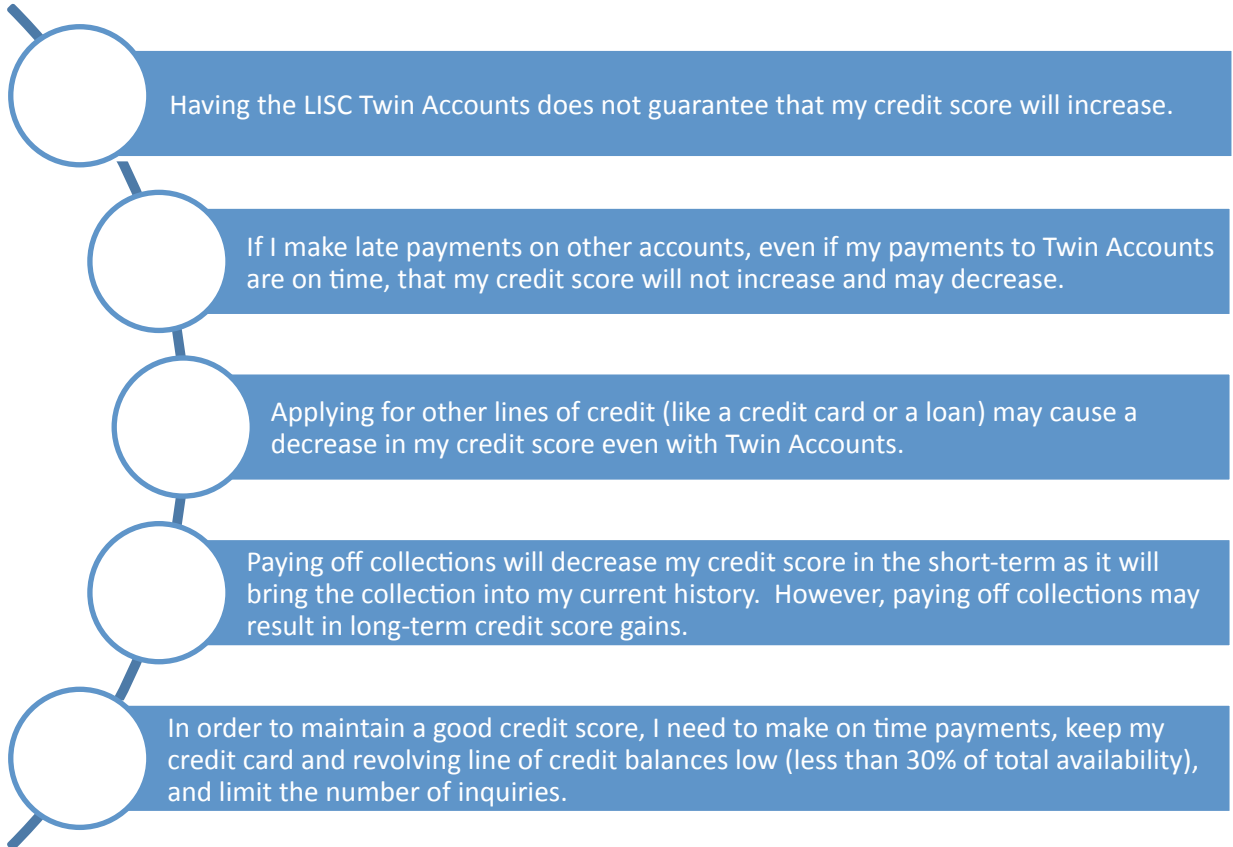 Having the LISC Twin Accounts does not guarantee that my credit score will increase.
If I make late payments on other accounts, even if my payments to Twin Accounts
are on time, that my credit score will not increase and may decrease.
Applying for other lines of credit (like a credit card or a loan) may cause a
decrease in my credit score even with Twin Accounts.
Paying off collections will decrease my credit score in the short-term as it will
bring the collection into my current history.  However, paying off collections may
result in long-term credit score gains.
In order to maintain a good credit score, I need to make on time payments, keep my
credit card and revolving line of credit balances low (less than 30% of total availability),
and limit the number of inquiries.